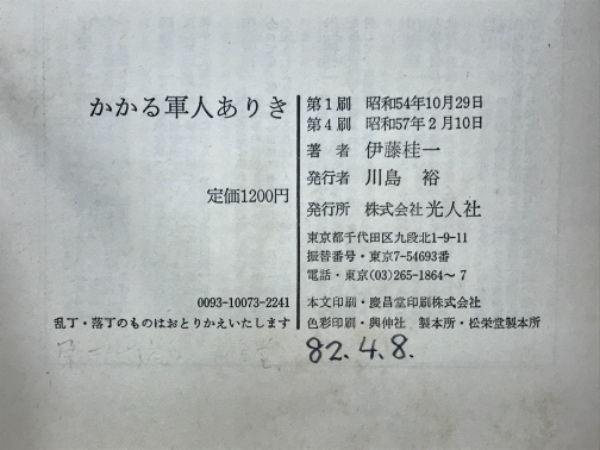 かかる軍人ありき
定価1200円
0093-10073-2241
乱丁・落丁のものはおとりかえいたします
第1刷 昭和54年10月29日
第4刷 昭和57年2月10日
著者 伊藤桂一
発行者 川島 裕
発行所 株式会社光人社
東京都千代田区九段北1-9-11
振替番号・東京7-54693番
電話・東京(03)265-1864〜7
本文印刷・慶昌堂印刷株式会社
色彩印刷・興伸社 製本所・松栄堂製本所
82.4.8.